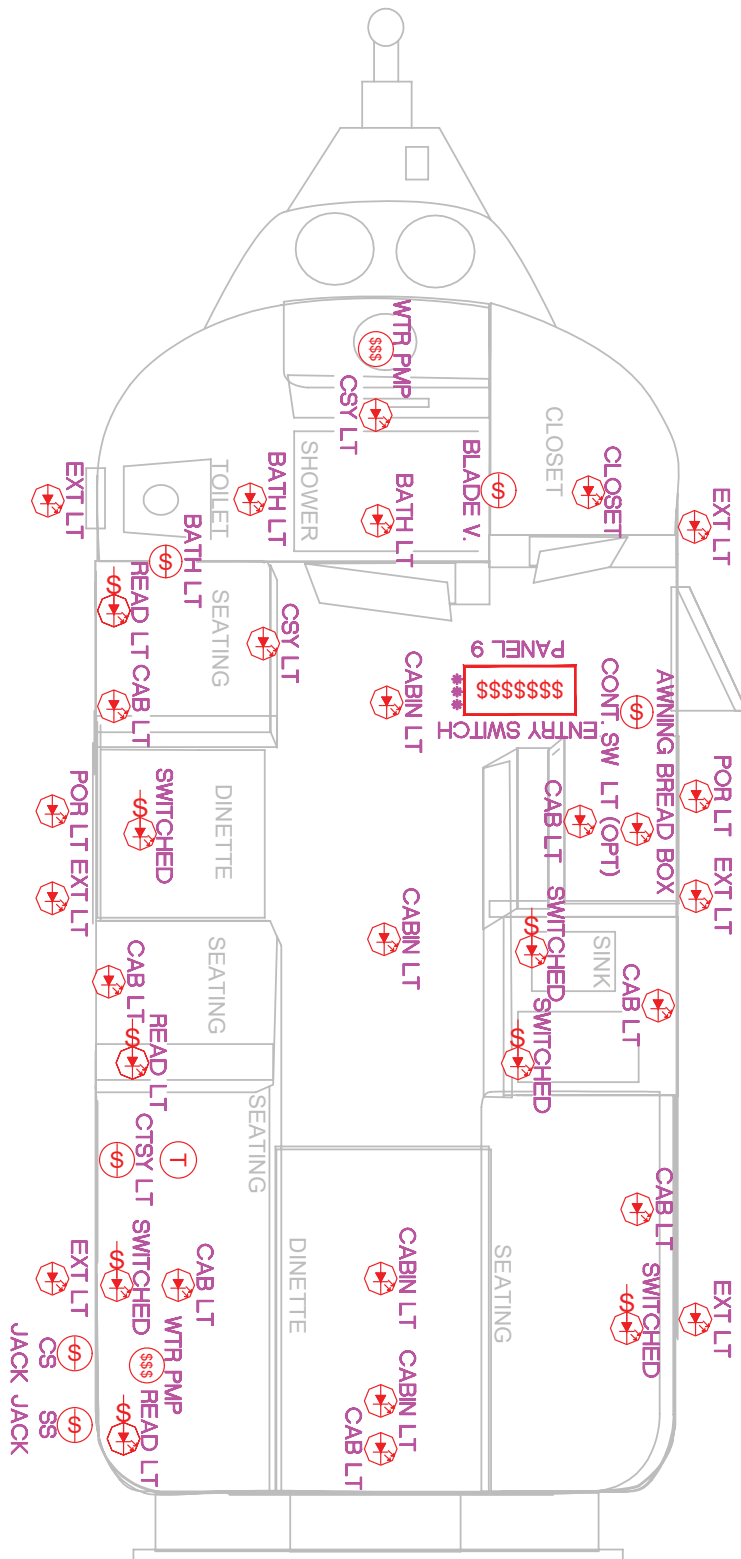 WTR PMP
$$$
CSY LT
CLOSET
SHOWER
BLADE V.
S
CLOSET
EXT LT
TOILET
BATH LT
BATH LT
EXT LT
BATH LT
S
S
READ LT
SEATING
CSY LT
PANEL 9
$$$$$$$
***
ENTRY SWITCH
CAB LT
CABIN LT
CONT. SW
S
LT (OPT)
AWNING BREAD BOX
POR LT
S
SWITCHED
DINETTE
CAB LT
POR LT
EXT LT
CABIN LT
S
SWITCHED
SINK
EXT LT
CAB LT
SEATING
CAB LT
S
READ LT
S
SWITCHED
SEATING
CTSY LT
S
T
CAB LT
EXT LT
S
SWITCHED
CAB LT
DINETTE
CABIN LT
SEATING
S
SWITCHED
EXT LT
CS JACK
S
WTR PMP
$$$
CABIN LT
SS JACK
S
S
READ LT
CAB LT